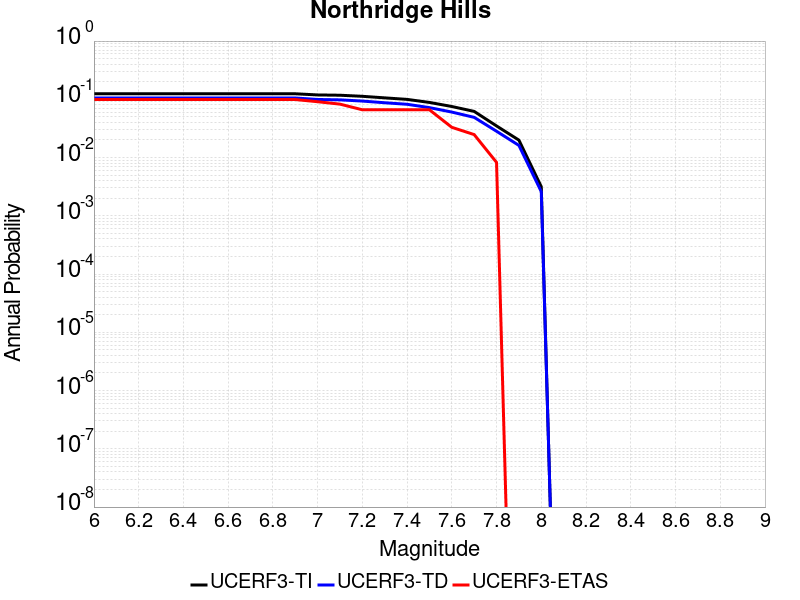 Northridge Hills
10^0
10^-1
10^-2
10^-3
10^-4
10^-5
10^-6
10^-7
10^-8
Annual Probability
6 6.2 6.4 6.6 6.8 7 7.2 7.4 7.6 7.8 8 8.2 8.4 8.6 8.8 9
Magnitude
UCERF3-TI UCERF3-TD UCERF3-ETAS